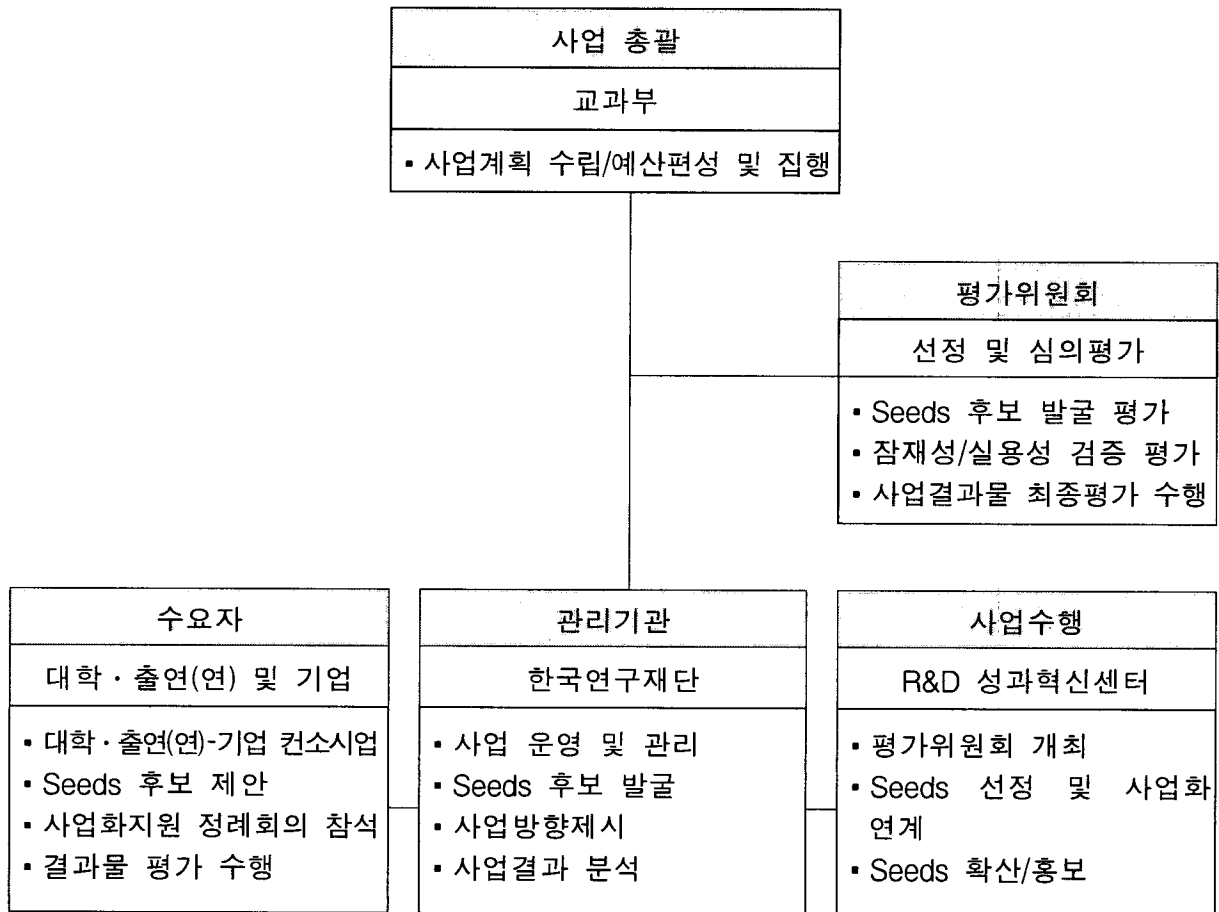 사업 총괄
교과부
▪ 사업계획 수립/예산편성 및 집행
평가위원회
선정 및 심의평가
▪ Seeds 후보 발굴 평가
▪ 잠재성/실용성 검증 평가
▪ 사업결과물 최종평가 수행
수요자
대학 · 출연(연) 및 기업
▪ 대학 · 출연(연)-기업 컨소시업
▪ Seeds 후보 제안
▪ 사업화지원 정례회의 참석
▪ 결과물 평가 수행
관리기관
한국연구재단
▪ 사업 운영 및 관리
▪ Seeds 후보 발굴
▪ 사업방향제시
▪ 사업결과 분석
사업수행
R&D 성과혁신센터
▪ 평가위원회 개최
▪ Seeds 선정 및 사업화
연계
▪ Seeds 확산/홍보